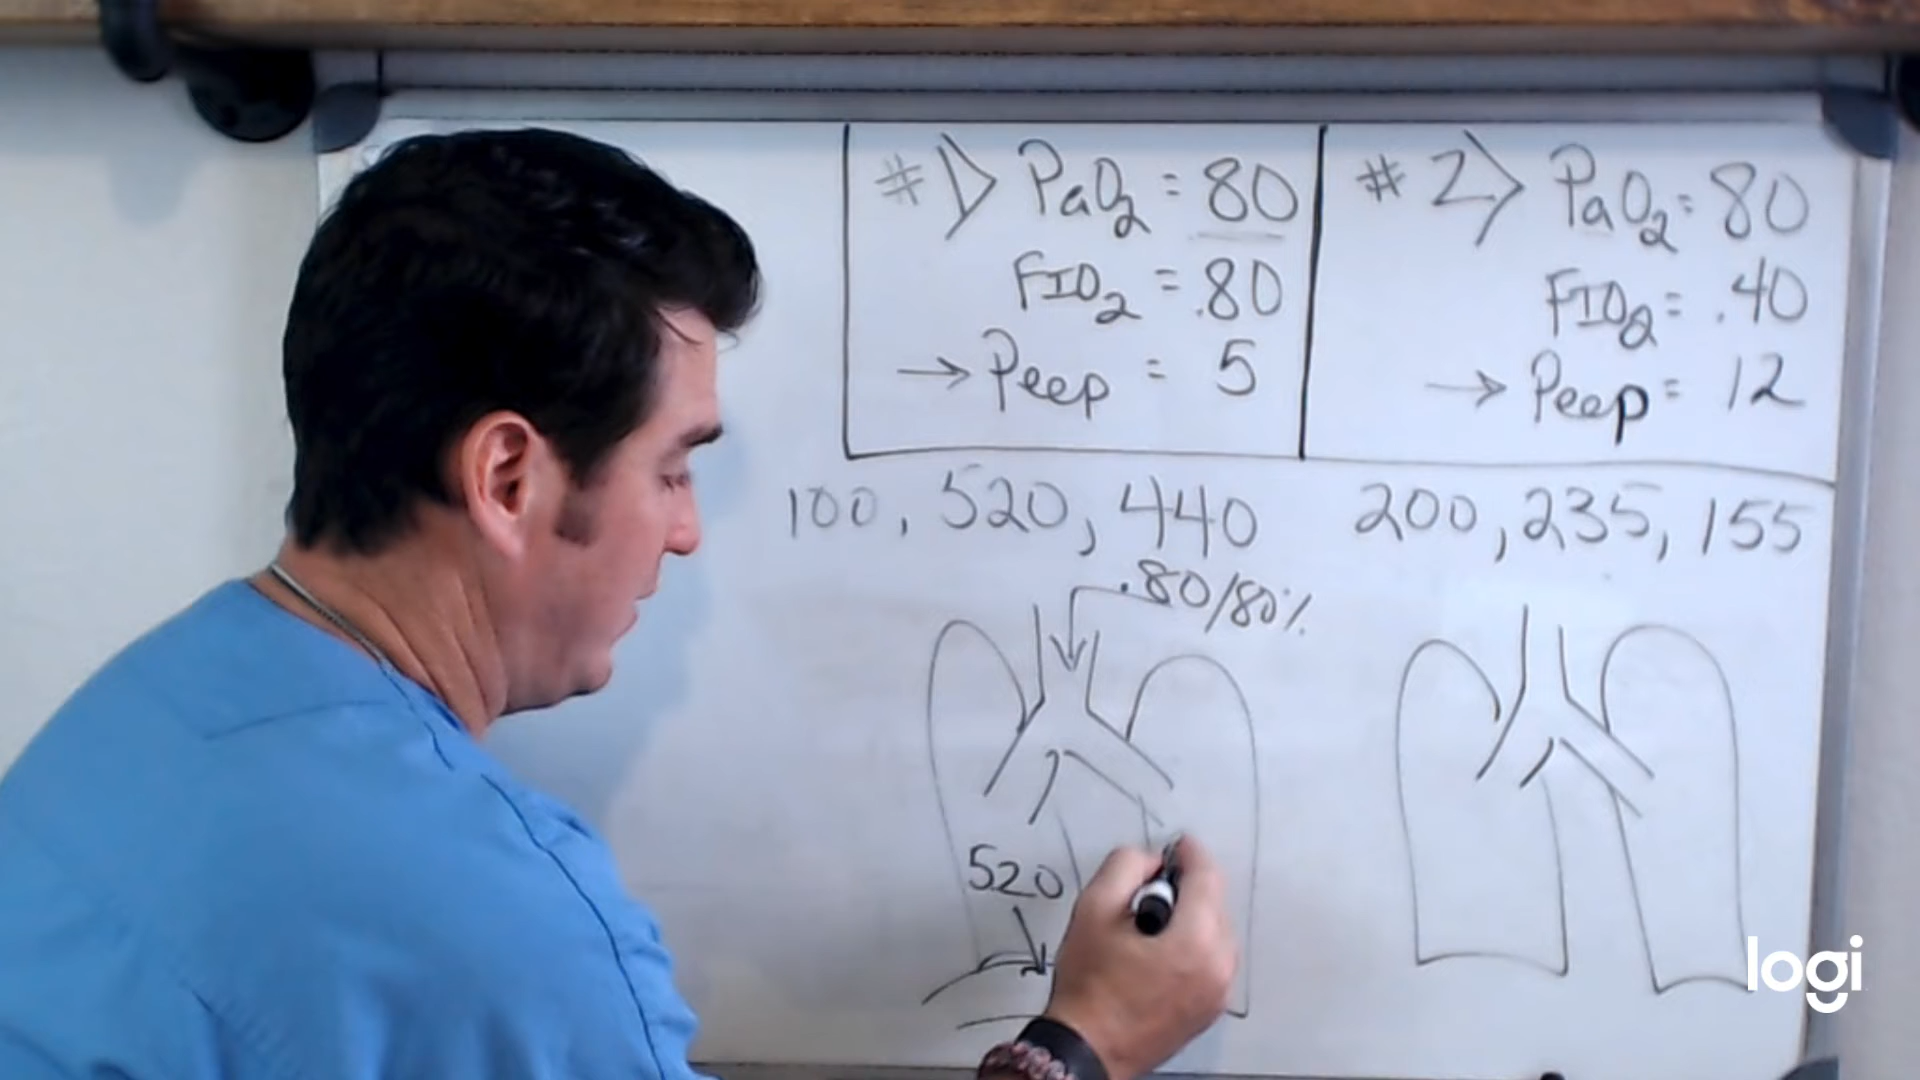 #1> PaO2 = 80
FIO2 = .80
→ Peep = 5
#2> PaO2 = 80
FIO2 = .40
→ Peep = 12
100, 520, 440
200, 235, 155
.80/80%
520
logi